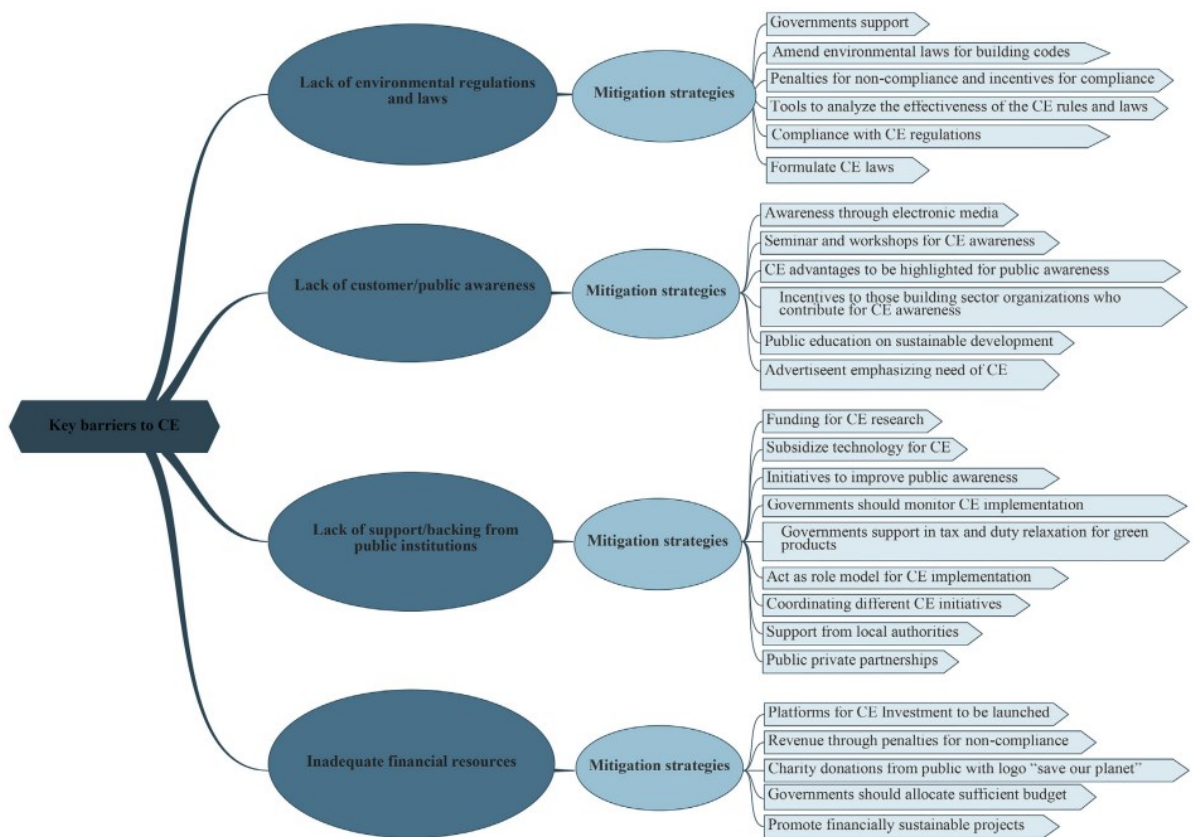 Key barriers to CE
Lack of environmental regulations
and laws
Mitigation strategies
Governments support
Amend environmental laws for building codes
Penalties for non-compliance and incentives for compliance
Tools to analyze the effectiveness of the CE rules and laws
Compliance with CE regulations
Formulate CE laws
Lack of customer/public awareness
Mitigation strategies
Awareness through electronic media
Seminar and workshops for CE awareness
CE advantages to be highlighted for public awareness
Incentives to those building sector organizations who
contribute for CE awareness
Public education on sustainable development
Advertiseent emphasizing need of CE
Lack of support/backing from
public institutions
Mitigation strategies
Funding for CE research
Subsidize technology for CE
Initiatives to improve public awareness
Governments should monitor CE implementation
Governments support in tax and duty relaxation for green
products
Act as role model for CE implementation
Coordinating different CE initiatives
Support from local authorities
Public private partnerships
Inadequate financial resources
Mitigation strategies
Platforms for CE Investment to be launched
Revenue through penalties for non-compliance
Charity donations from public with logo “save our planet”
Governments should allocate sufficient budget
Promote financially sustainable projects